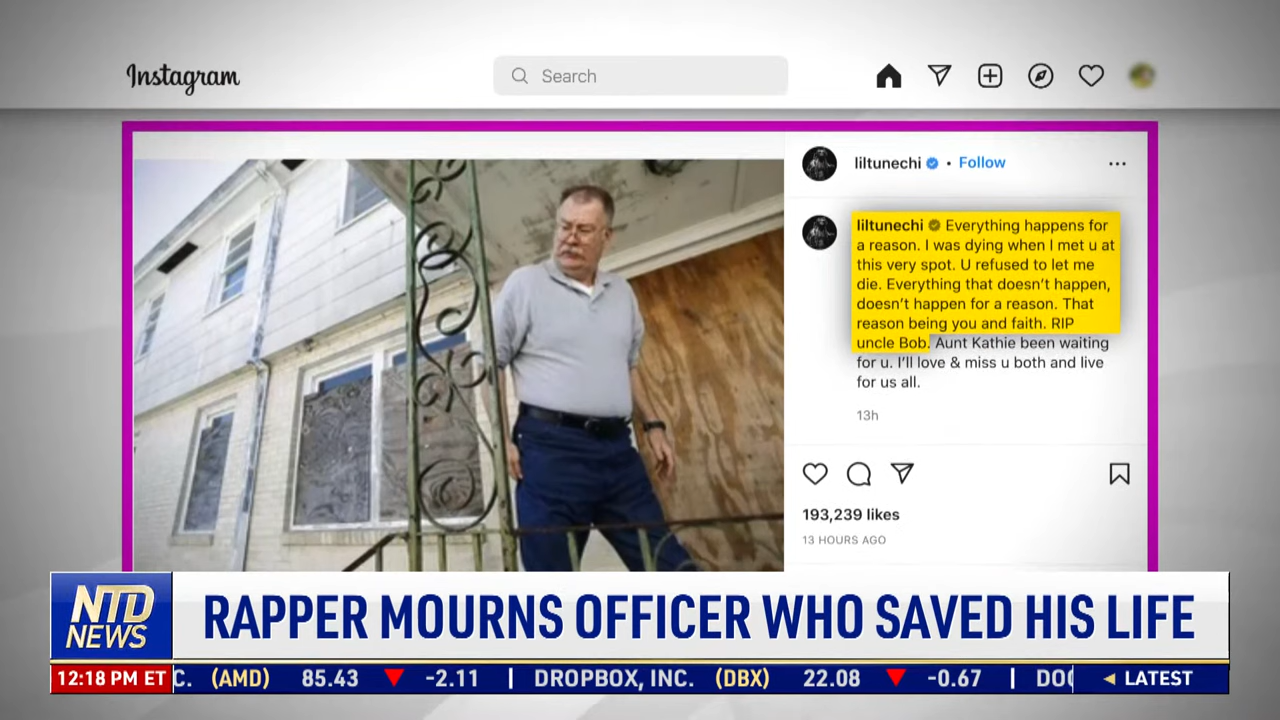 Instagram
Search
liltunechi • Follow
liltunechi Everything happens for
a reason. I was dying when I met u at
this very spot. U refused to let me
die. Everything that doesn't happen,
doesn't happen for a reason. That
reason being you and faith. RIP
uncle Bob. Aunt Kathie been waiting
for u. I'll love & miss u both and live
for us all.
13h
193,239 likes
13 HOURS AGO
NTD
NEWS
RAPPER MOURNS OFFICER WHO SAVED HIS LIFE
12:18 PM ET C. (AMD) 85.43 ▼ -2.11 | DROPBOX, INC. (DBX) 22.08 ▼ -0.67 | DO ◄ LATEST